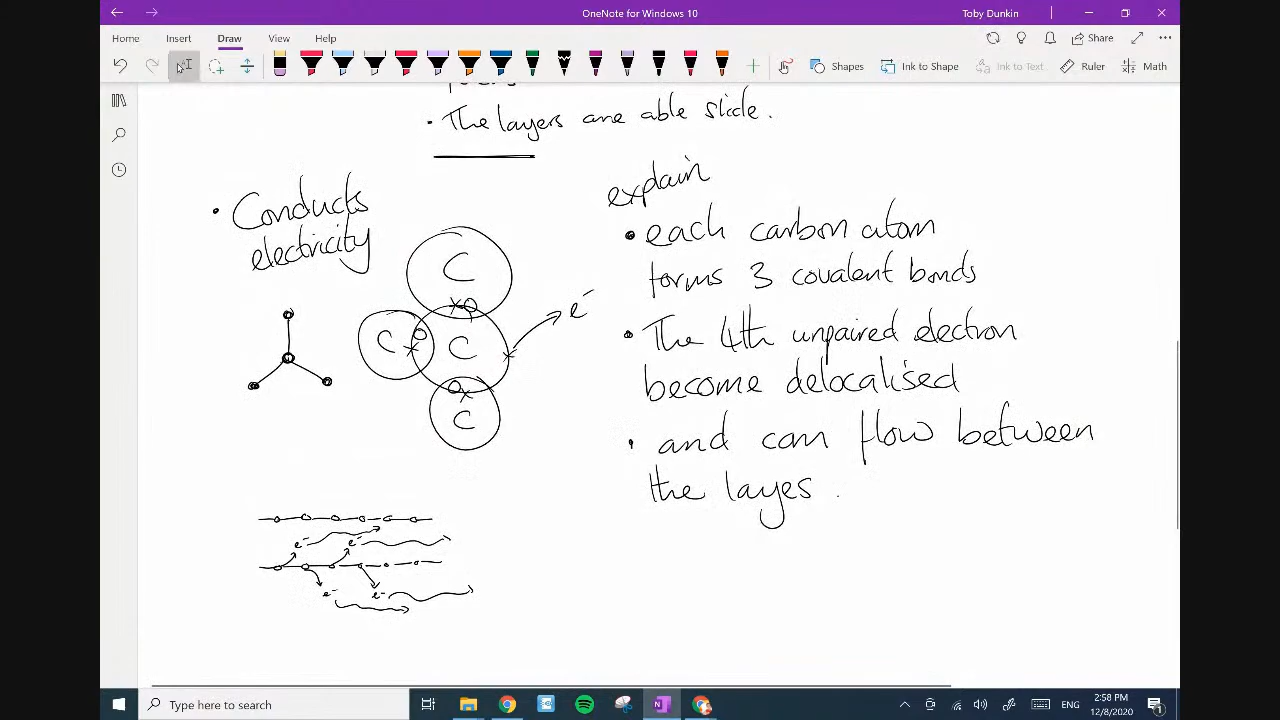 OneNote for Windows 10
Toby Dunkin
Home Insert Draw View Help
Share
Shapes
Ink to Shape
Ink to Text
Ruler
Math
• The layers are able slide.
• Conducts
electricity
C
C
C
C
e⁻
explain
• each carbon atom
forms 3 covalent bonds
• The 4th unpaired electron
become delocalised
• and can flow between
the layes.
e⁻ e⁻
e⁻ e⁻
Type here to search
ENG
2:58 PM
12/8/2020